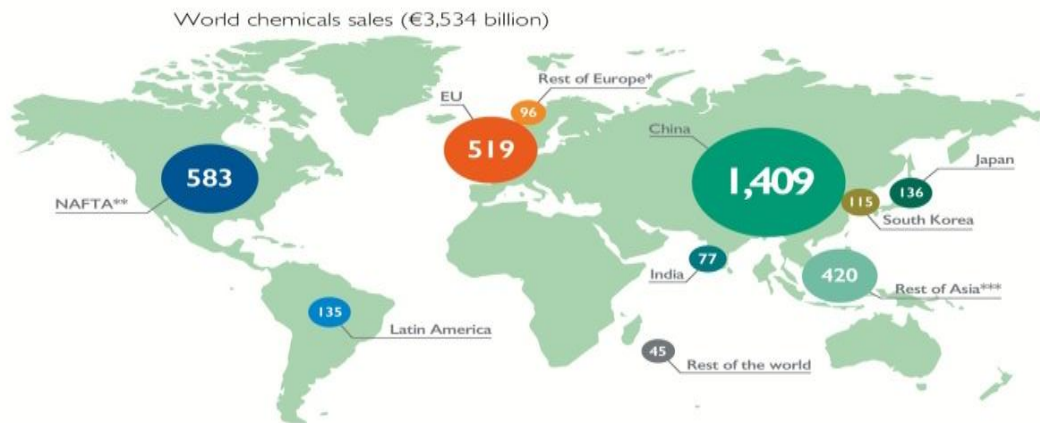 World chemicals sales (€3,534 billion)
Rest of Europe*
EU
96
China
519
Japan
583
1,409
136
NAFTA**
115
South Korea
77
India
420
Rest of Asia***
135
Latin America
45
Rest of the world